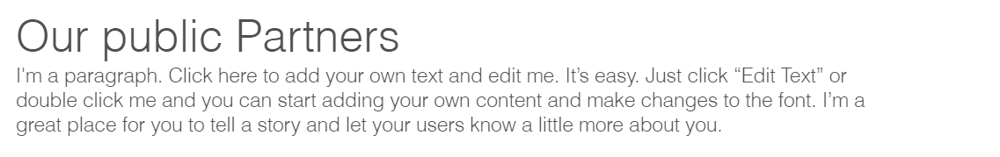 Our public Partners
I'm a paragraph. Click here to add your own text and edit me. It’s easy. Just click “Edit Text” or
double click me and you can start adding your own content and make changes to the font. I’m a
great place for you to tell a story and let your users know a little more about you.